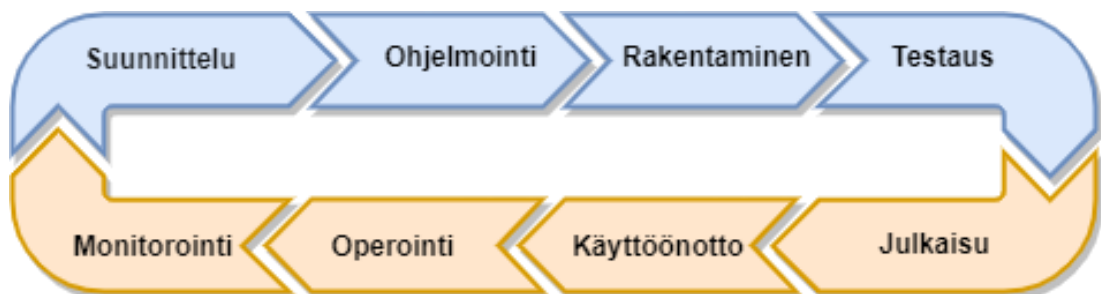 Suunnittelu
Ohjelmointi
Rakentaminen
Testaus
Monitorointi
Operointi
Käyttöönotto
Julkaisu